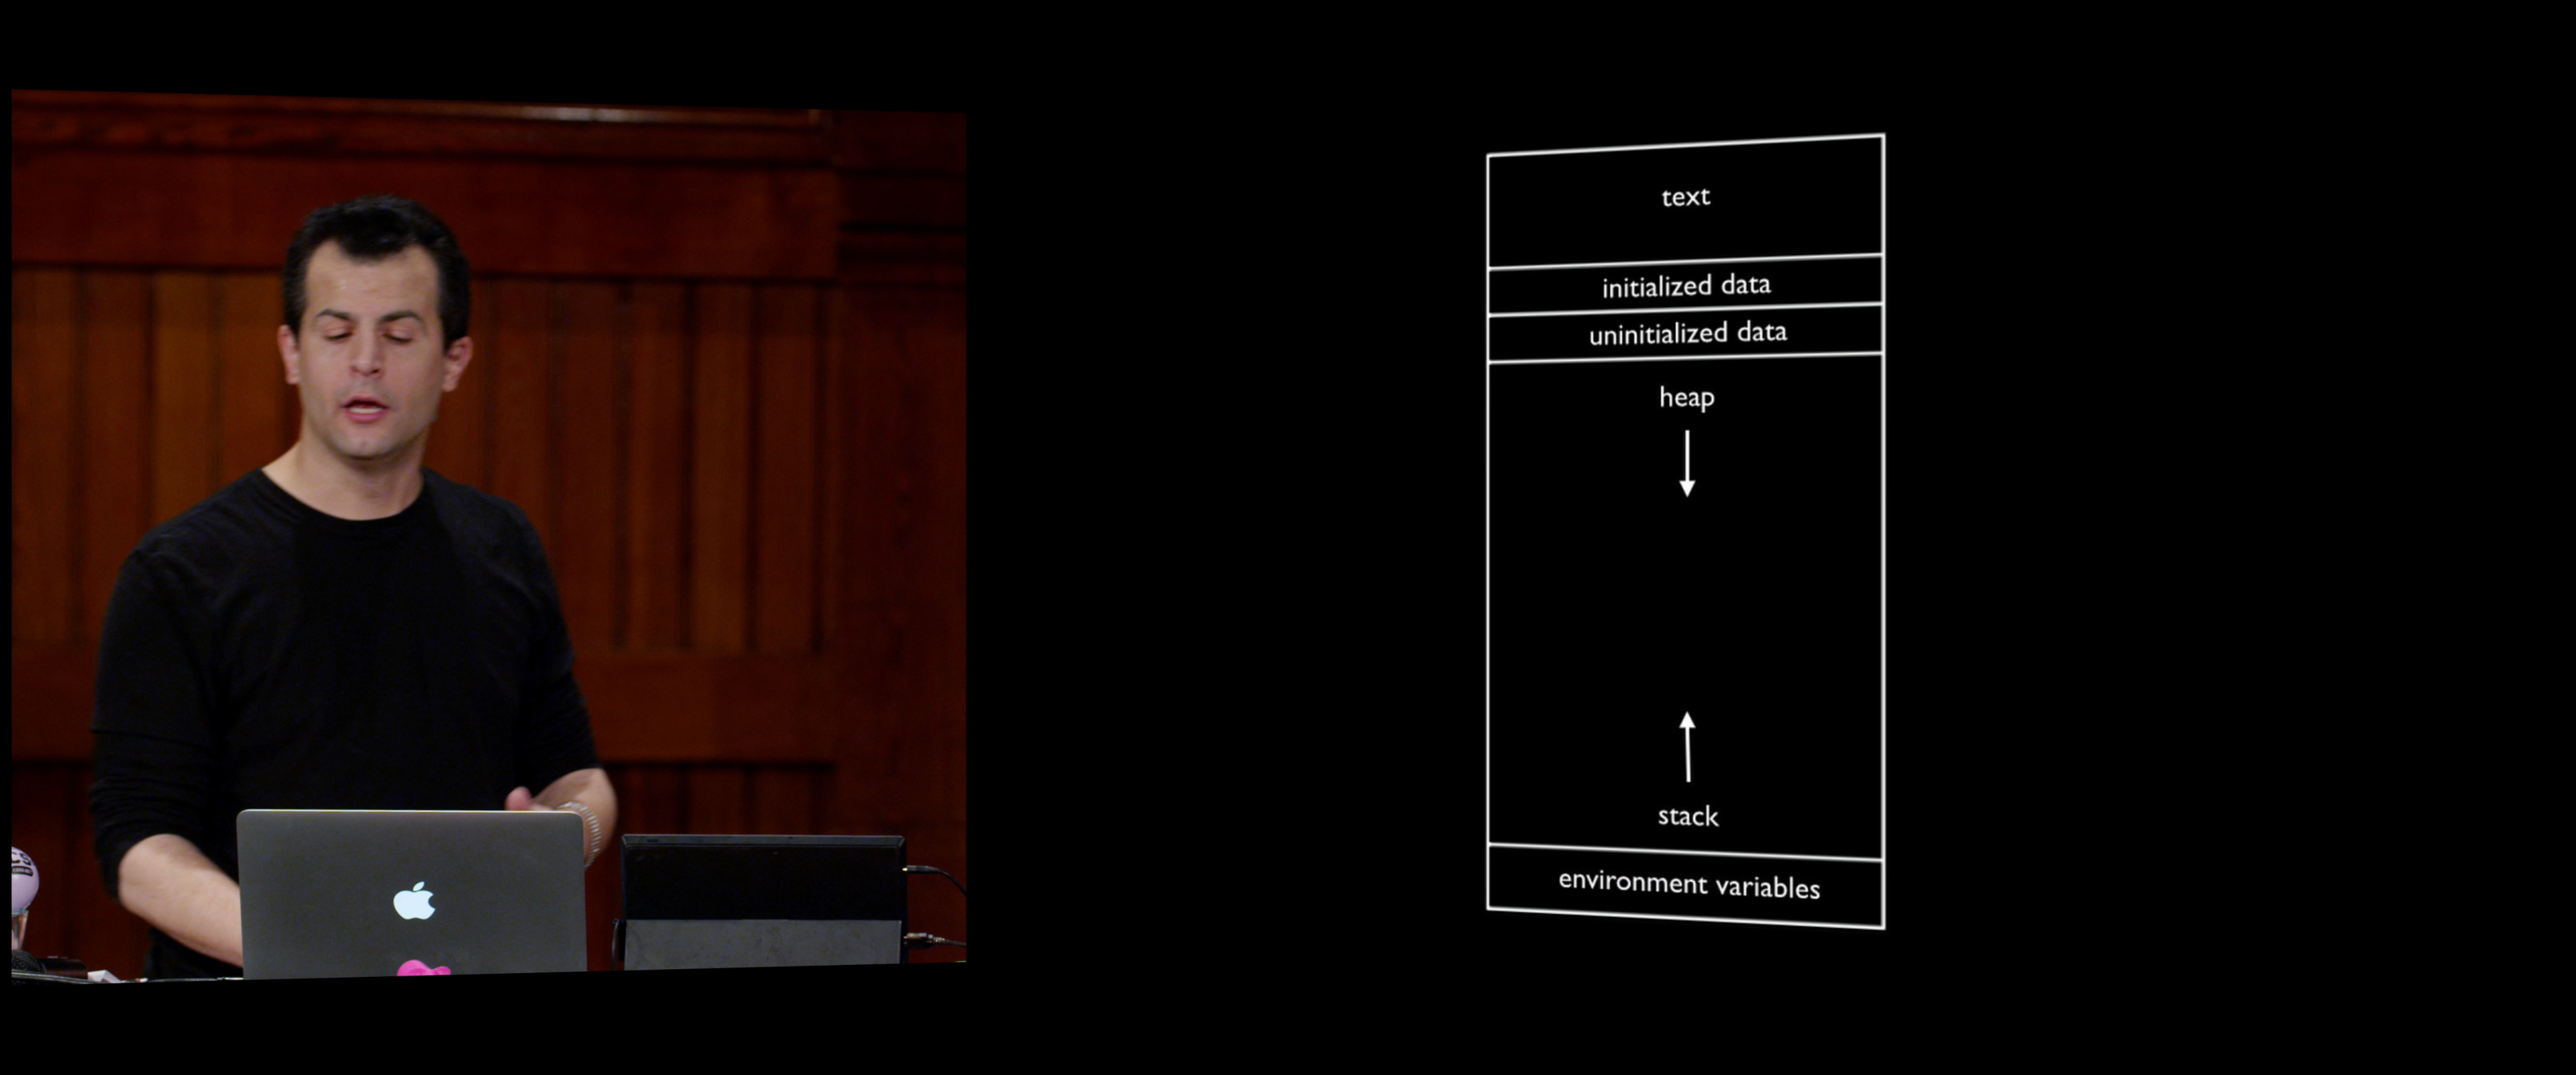 text
initialized data
uninitialized data
heap
stack
environment variables